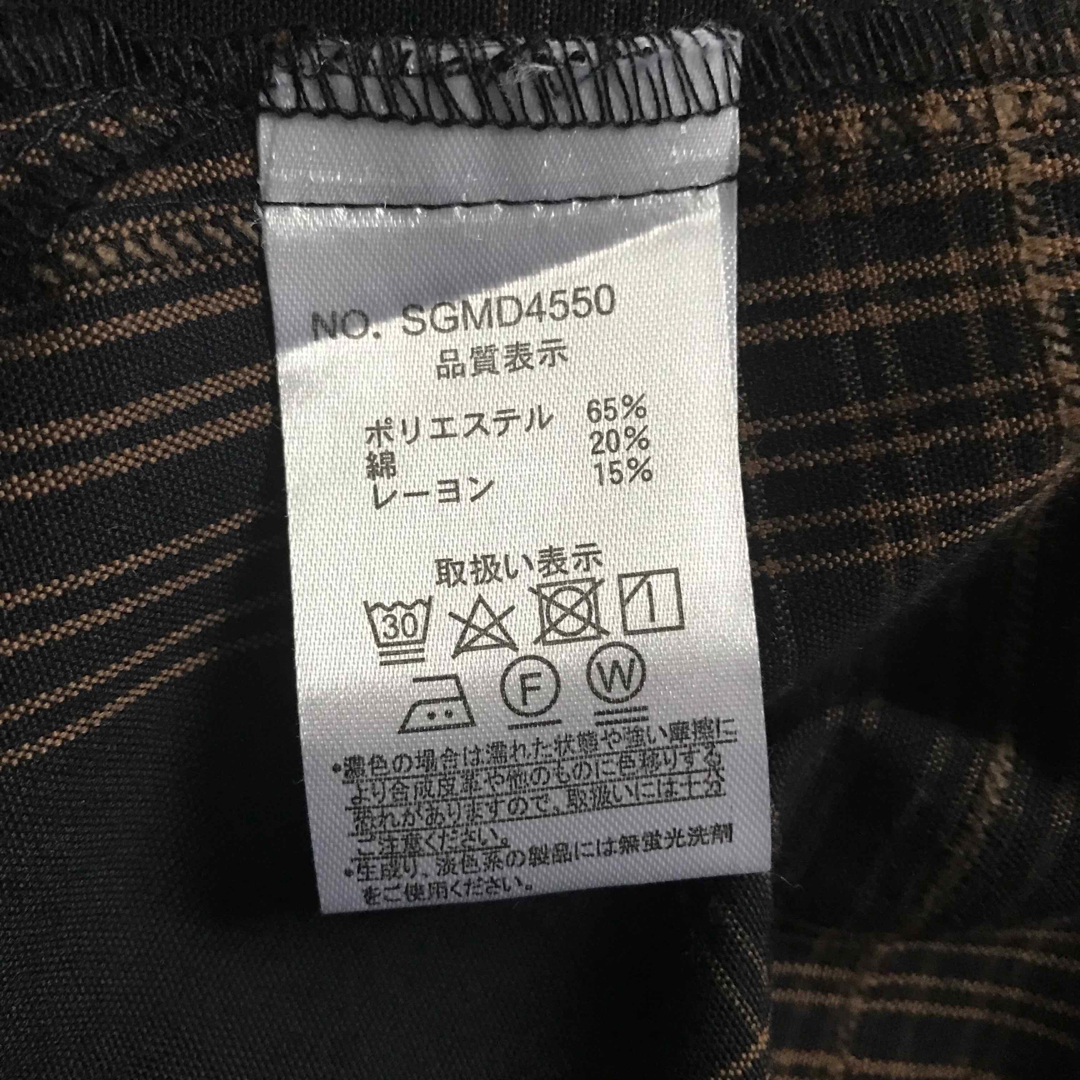 NO. SGMD4550
品質表示
ポリエステル 65%
綿 20%
レーヨン 15%
取扱い表示
30
1
F W
•濃色の場合は濡れた状態や強い摩擦に
より合成皮革や他のものに色移りする
恐れがありますので、取扱いには十分
ご注意ください。
•生成り、淡色系の製品には無蛍光洗剤
をご使用ください。